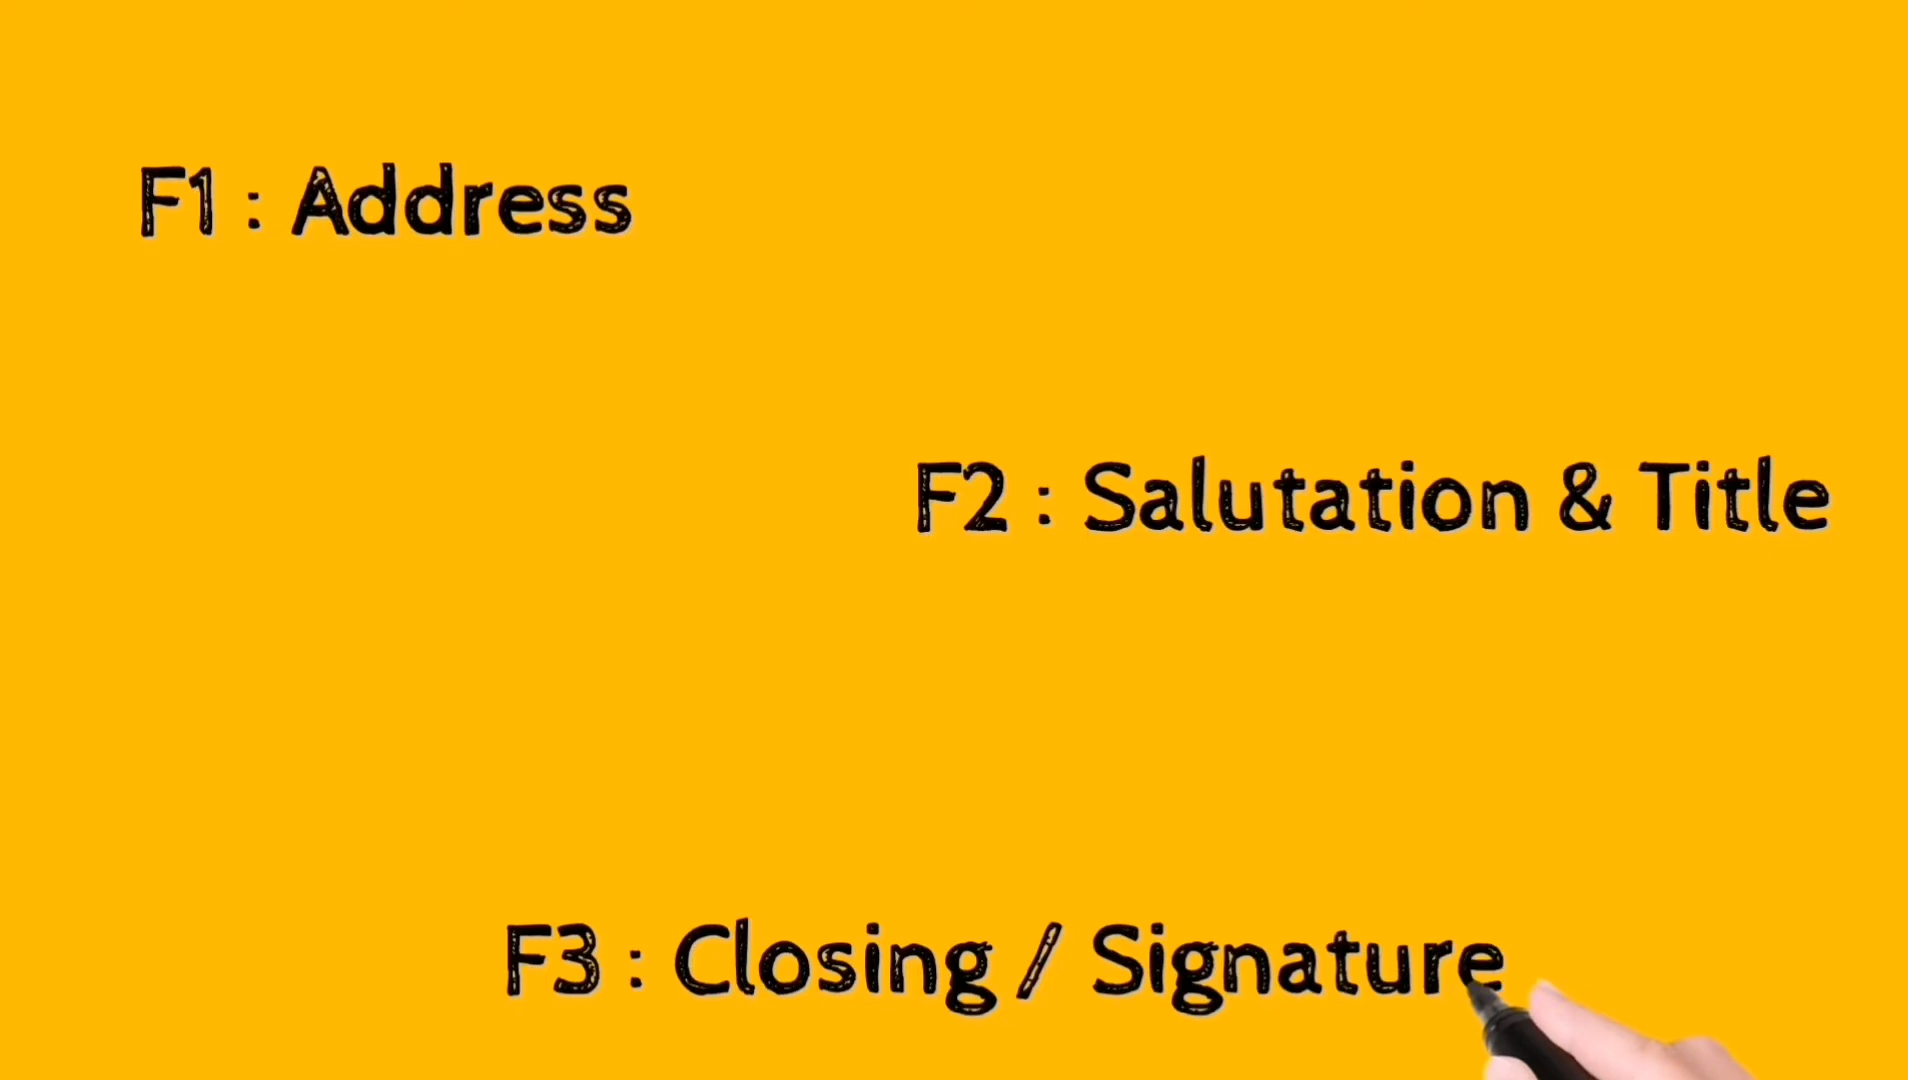 F1 : Address
F2 : Salutation & Title
F3 : Closing / Signature